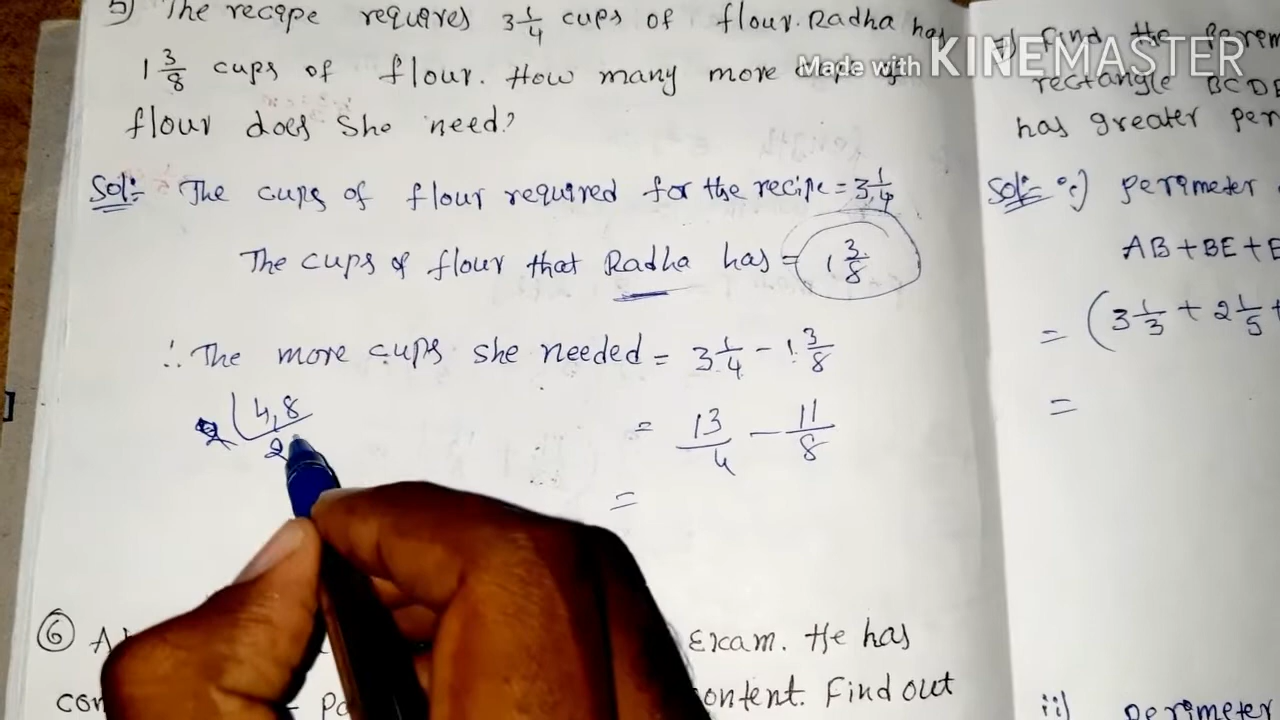 5) The recipe requires 3 1/4 cups of flour. Radha has
1 3/8 cups of flour. How many more cups of
flour does She need?
Sol:- The cups of flour required for the recipe = 3 1/4
The cups of flour that Radha has = 1 3/8
∴ The more cups she needed = 3 1/4 - 1 3/8
2 | 4, 8
2
= 13/4 - 11/8
=
6 A
Exam. He has
con
ontent. Find out
Made with KINEMASTER
7) Find the Perem
rectangle BCDE
has greater per
Sol:- i) perimeter
AB + BE + E
= (3 1/3 + 2 1/5 +
=
ii) perimeter